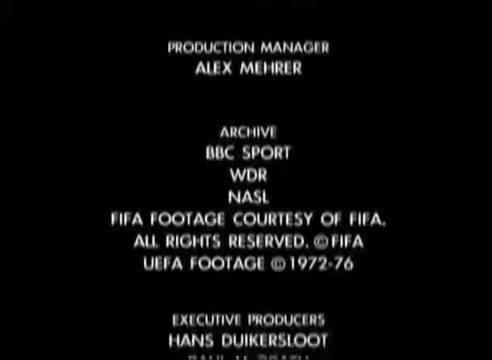 PRODUCTION MANAGER
ALEX MEHRER
ARCHIVE
BBC SPORT
WDR
NASL
FIFA FOOTAGE COURTESY OF FIFA.
ALL RIGHTS RESERVED. © FIFA
UEFA FOOTAGE © 1972-76
EXECUTIVE PRODUCERS
HANS DUIKERSLOOT